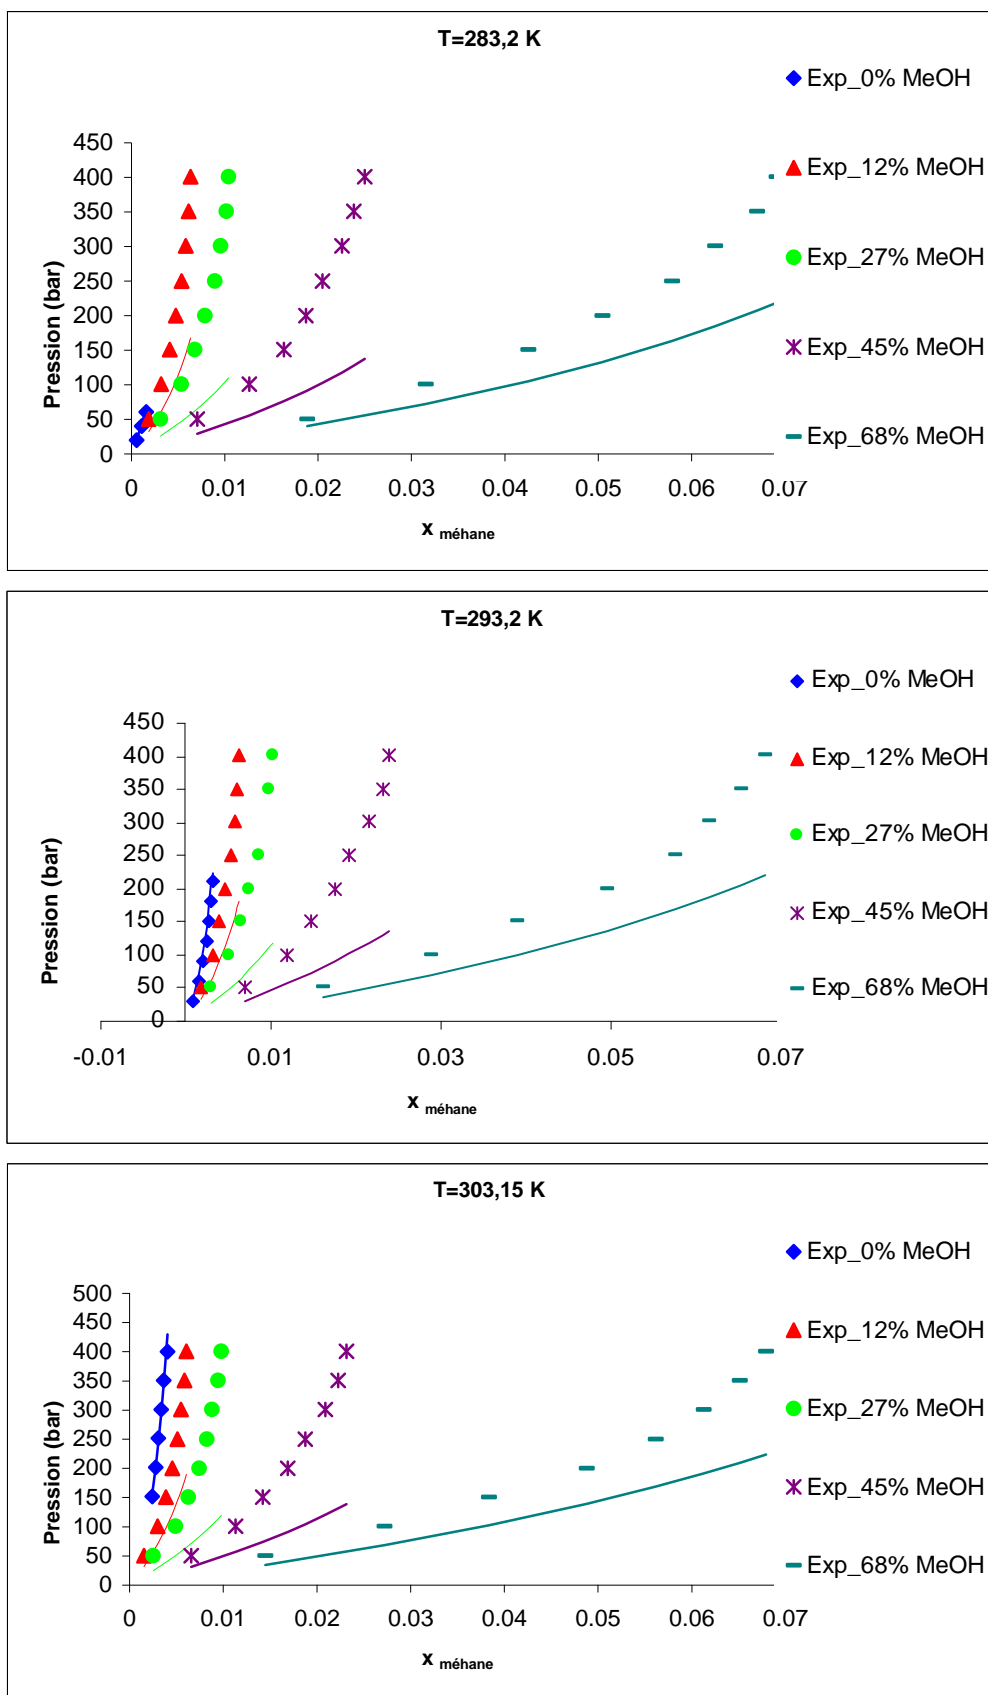 T=283,2 K
Exp_0% MeOH
Exp_12% MeOH
Exp_27% MeOH
Exp_45% MeOH
Exp_68% MeOH
Pression (bar)
450
400
350
300
250
200
150
100
50
0
0 0.01 0.02 0.03 0.04 0.05 0.06 0.07
x méhane
T=293,2 K
Exp_0% MeOH
Exp_12% MeOH
Exp_27% MeOH
Exp_45% MeOH
Exp_68% MeOH
Pression (bar)
450
400
350
300
250
200
150
100
50
0
-0.01 0.01 0.03 0.05 0.07
x méhane
T=303,15 K
Exp_0% MeOH
Exp_12% MeOH
Exp_27% MeOH
Exp_45% MeOH
Exp_68% MeOH
Pression (bar)
500
450
400
350
300
250
200
150
100
50
0
0 0.01 0.02 0.03 0.04 0.05 0.06 0.07
x méhane